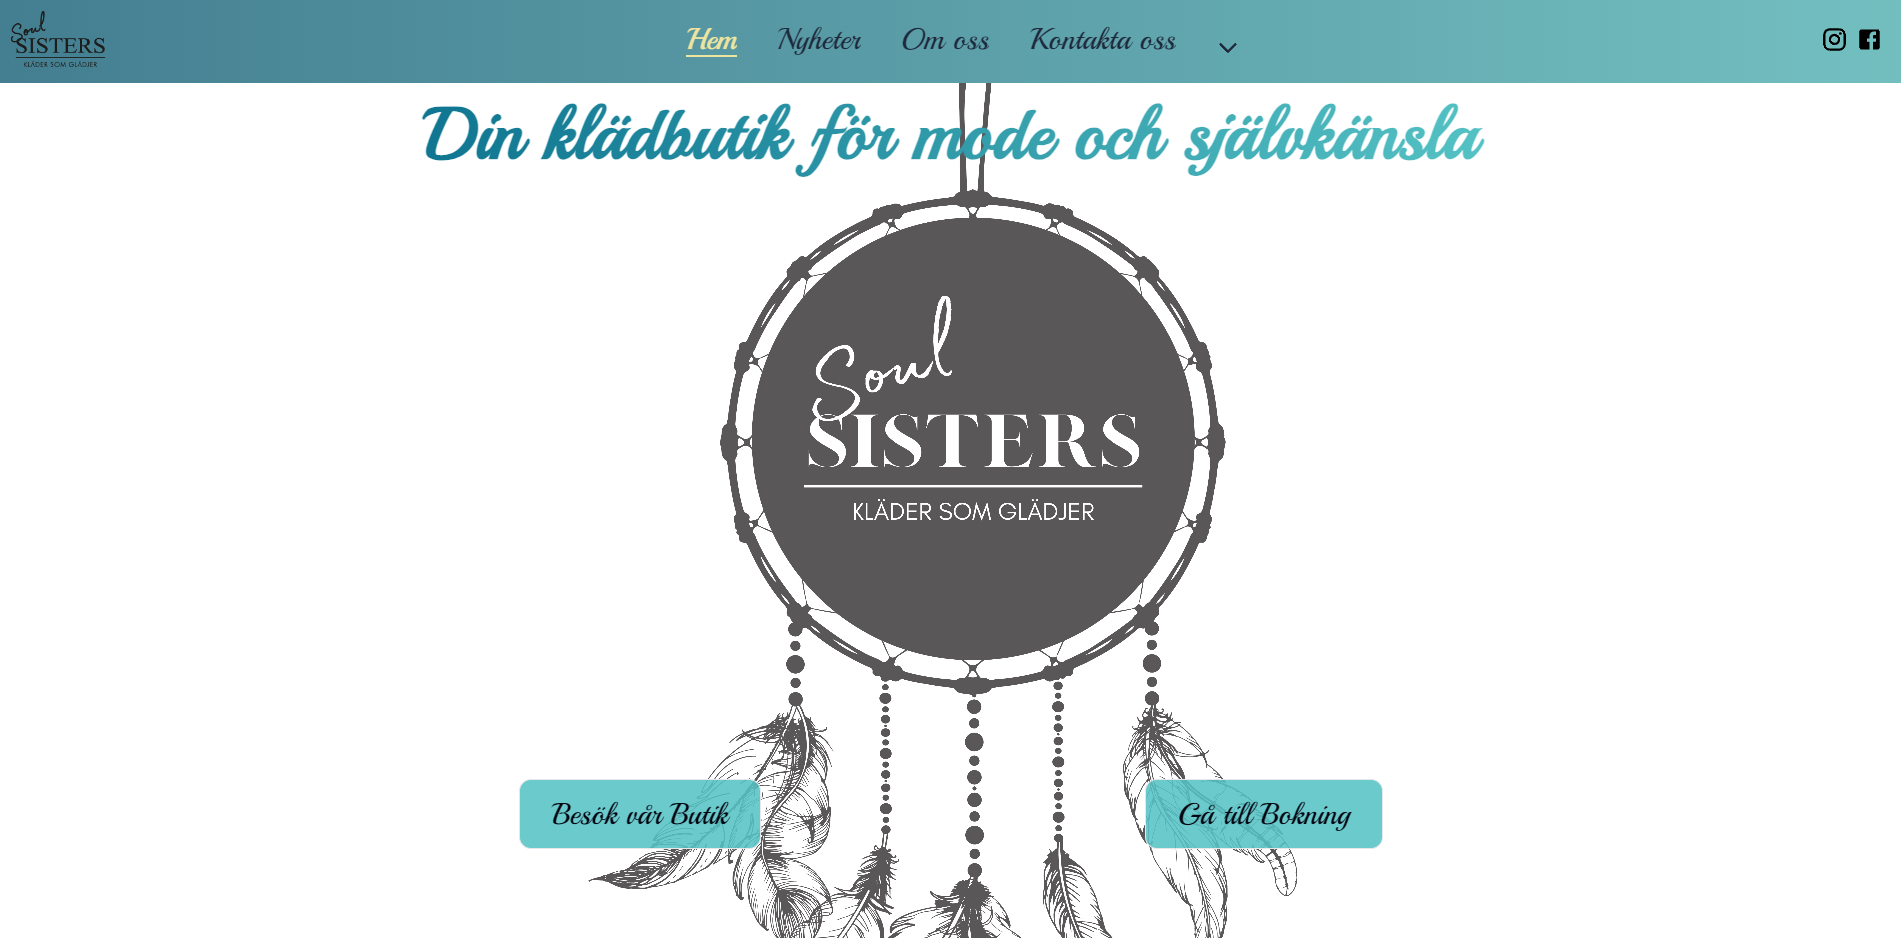 Soul
SISTERS
KLÄDER SOM GLÄDJER
Hem Nyheter Om oss Kontakta oss
Din klädbutik för mode och självkänsla
Soul
SISTERS
KLÄDER SOM GLÄDJER
Besök vår Butik
Gå till Bokning